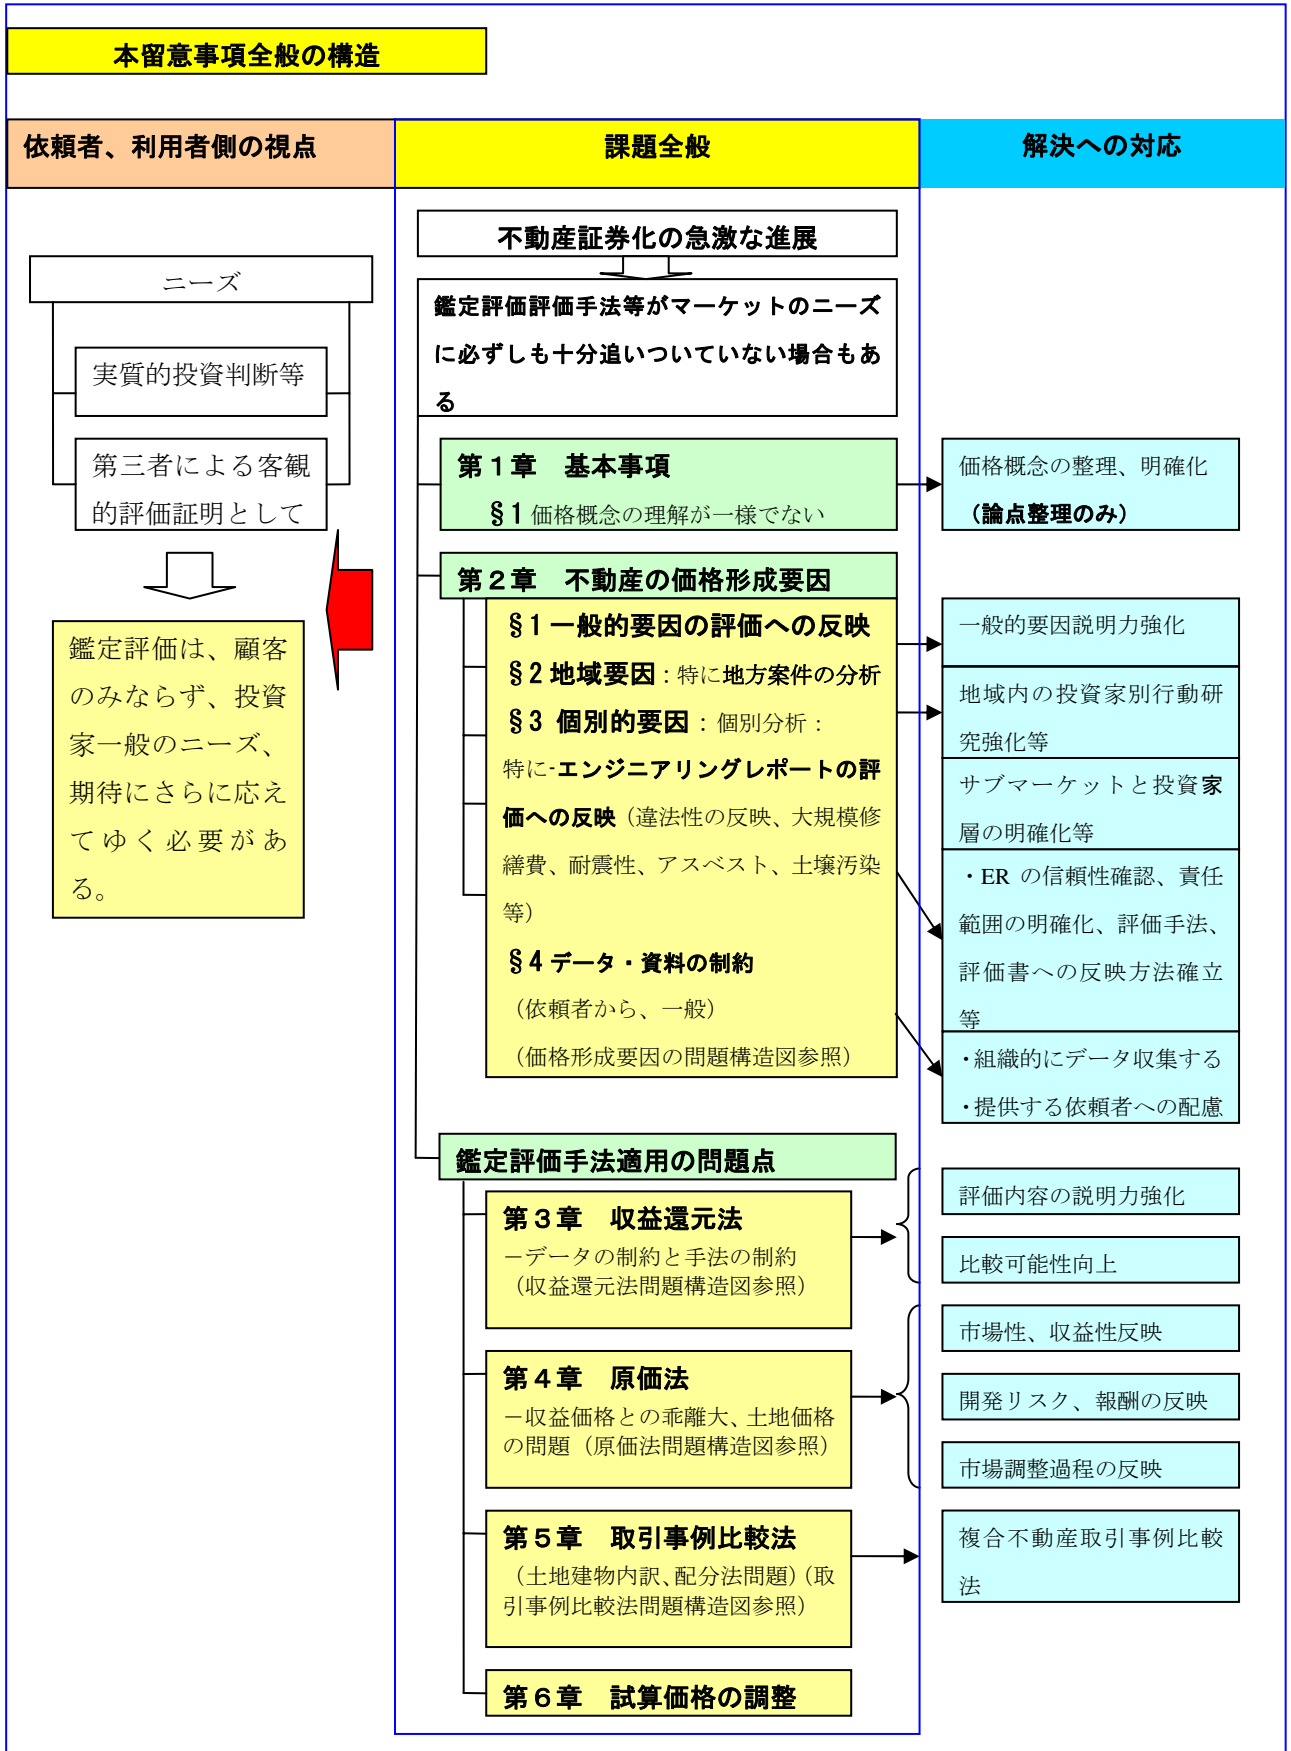 本留意事項全般の構造
依頼者、利用者側の視点
課題全般
解決への対応
ニーズ
実質的投資判断等
第三者による客観
的評価証明として
鑑定評価は、顧客
のみならず、投資
家一般のニーズ、
期待にさらに応え
てゆく必要があ
る。
不動産証券化の急激な進展
鑑定評価評価手法等がマーケットのニーズ
に必ずしも十分追いついていない場合もあ
る
第1章 基本事項
§1 価格概念の理解が一様でない
第2章 不動産の価格形成要因
§1 一般的要因の評価への反映
§2 地域要因：特に地方案件の分析
§3 個別的要因：個別分析：
特に-エンジニアリングレポートの評
価への反映（違法性の反映、大規模修
繕費、耐震性、アスベスト、土壌汚染
等）
§4 データ・資料の制約
（依頼者から、一般）
（価格形成要因の問題構造図参照）
鑑定評価手法適用の問題点
第3章 収益還元法
－データの制約と手法の制約
（収益還元法問題構造図参照）
第4章 原価法
－収益価格との乖離大、土地価格
の問題（原価法問題構造図参照）
第5章 取引事例比較法
（土地建物内訳、配分法問題）（取
引事例比較法問題構造図参照）
第6章 試算価格の調整
価格概念の整理、明確化
（論点整理のみ）
一般的要因説明力強化
地域内の投資家別行動研
究強化等
サブマーケットと投資家
層の明確化等
・ER の信頼性確認、責任
範囲の明確化、評価手法、
評価書への反映方法確立
等
・組織的にデータ収集する
・提供する依頼者への配慮
評価内容の説明力強化
比較可能性向上
市場性、収益性反映
開発リスク、報酬の反映
市場調整過程の反映
複合不動産取引事例比較
法